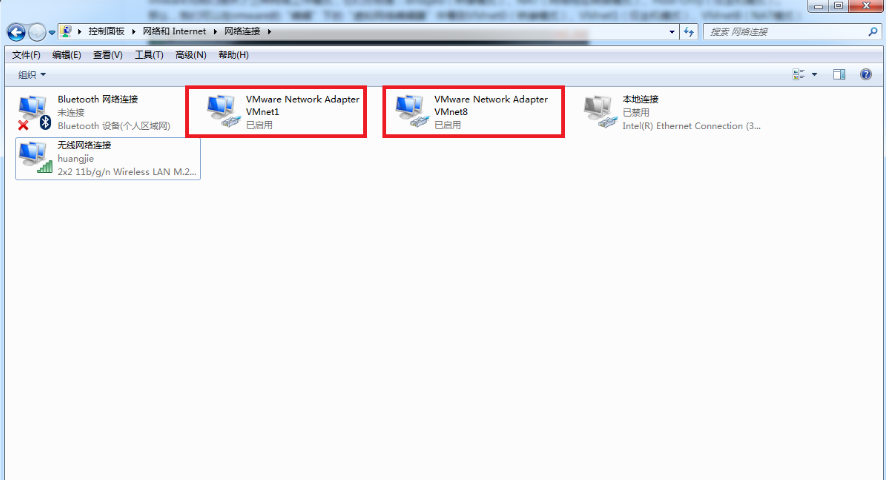 控制面板 ▸ 网络和 Internet ▸ 网络连接 ▸
搜索 网络连接
文件(F) 编辑(E) 查看(V) 工具(T) 高级(N) 帮助(H)
组织
Bluetooth 网络连接
未连接
Bluetooth 设备(个人区域网)
VMware Network Adapter
VMnet1
已启用
VMware Network Adapter
VMnet8
已启用
本地连接
已禁用
Intel(R) Ethernet Connection (3...
无线网络连接
huangjie
2x2 11b/g/n Wireless LAN M.2...